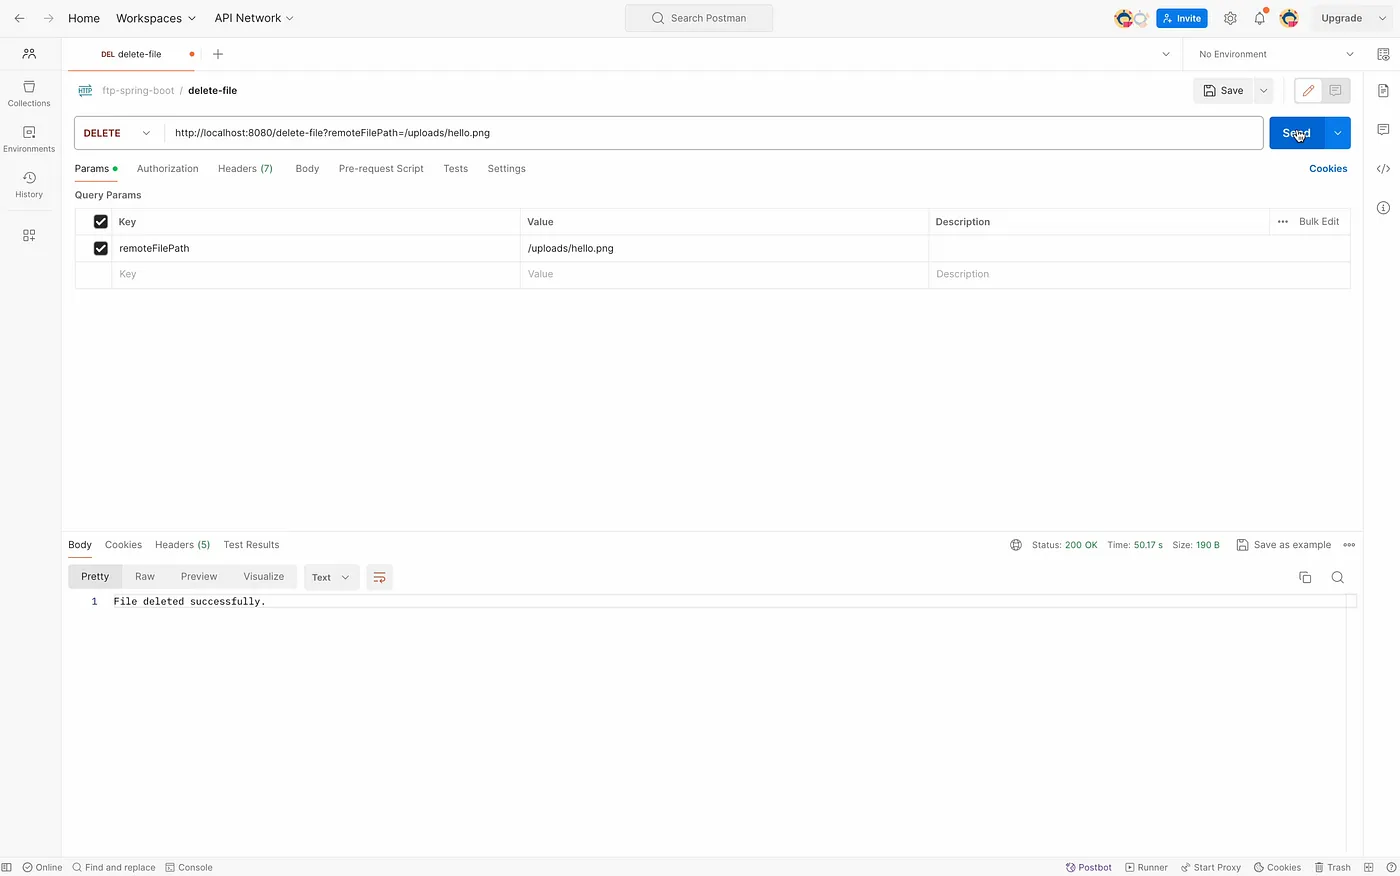 Home Workspaces API Network Search Postman Invite Upgrade
DEL delete-file No Environment
HTTP ftp-spring-boot / delete-file Save
Collections
DELETE http://localhost:8080/delete-file?remoteFilePath=/uploads/hello.png Send
Environments
Params Authorization Headers (7) Body Pre-request Script Tests Settings Cookies
History
Query Params
Key Value Description ••• Bulk Edit
remoteFilePath /uploads/hello.png
Key Value Description
Body Cookies Headers (5) Test Results Status: 200 OK Time: 50.17 s Size: 190 B Save as example
Pretty Raw Preview Visualize Text
1 File deleted successfully.
Online Find and replace Console Postbot Runner Start Proxy Cookies Trash